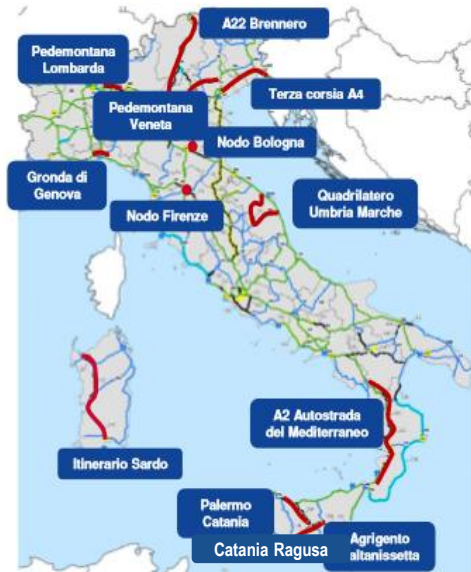 A22 Brennero
Pedemontana
Lombarda
Pedemontana
Veneta
Terza corsia A4
Nodo Bologna
Gronda di
Genova
Nodo Firenze
Quadrilatero
Umbria Marche
A2 Autostrada
del Mediterraneo
Itinerario Sardo
Palermo
Catania
Catania Ragusa
Agrigento
altanissetta